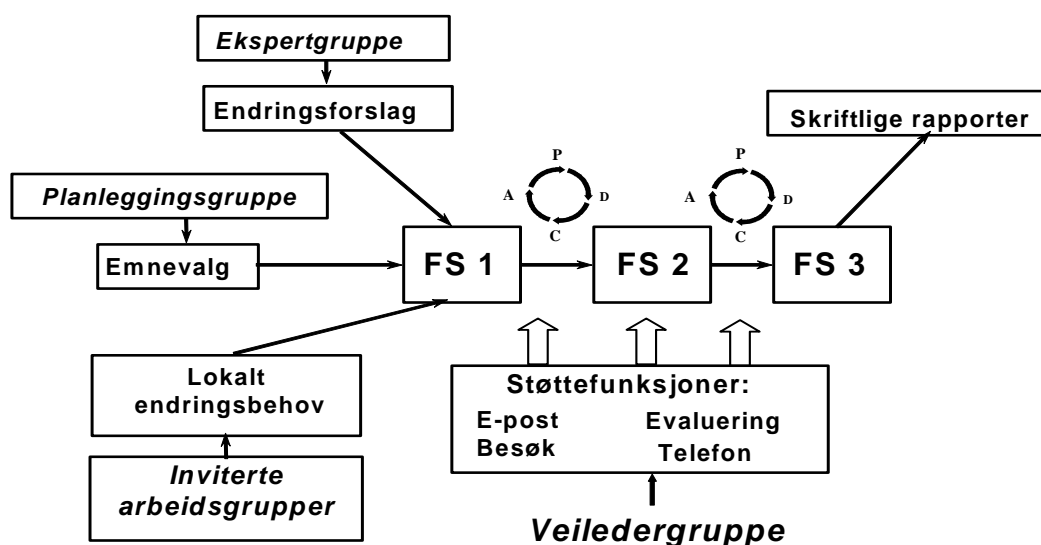 Ekspertgruppe
Endringsforslag
Skriftlige rapporter
Planleggingsgruppe
Emnevalg
P
A
D
C
P
A
D
C
FS 1
FS 2
FS 3
Lokalt
endringsbehov
Inviterte
arbeidsgrupper
Støttefunksjoner:
E-post
Evaluering
Besøk
Telefon
Veiledergruppe